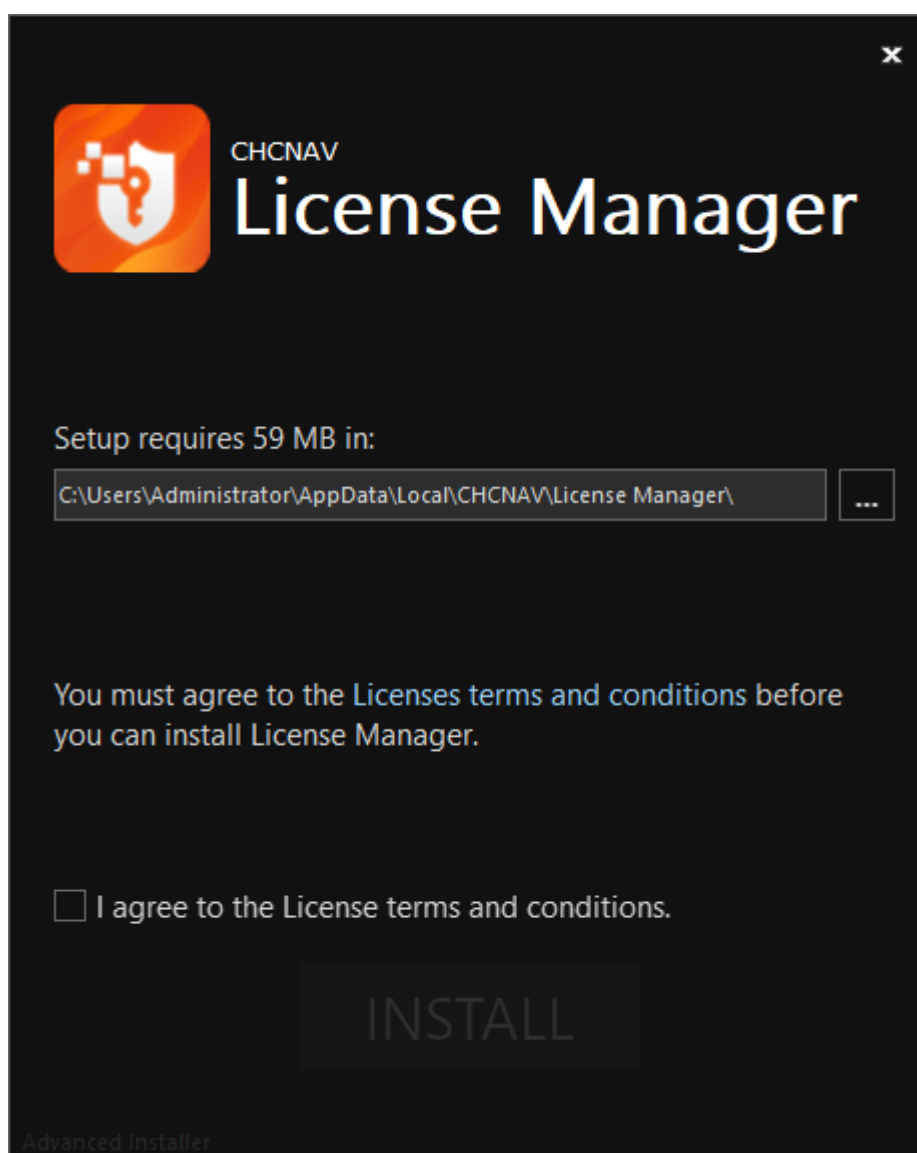 x
CHCNAV
License Manager
Setup requires 59 MB in:
C:\Users\Administrator\AppData\Local\CHCNAV\License Manager\
...
You must agree to the Licenses terms and conditions before
you can install License Manager.
I agree to the License terms and conditions.
INSTALL
Advanced Installer